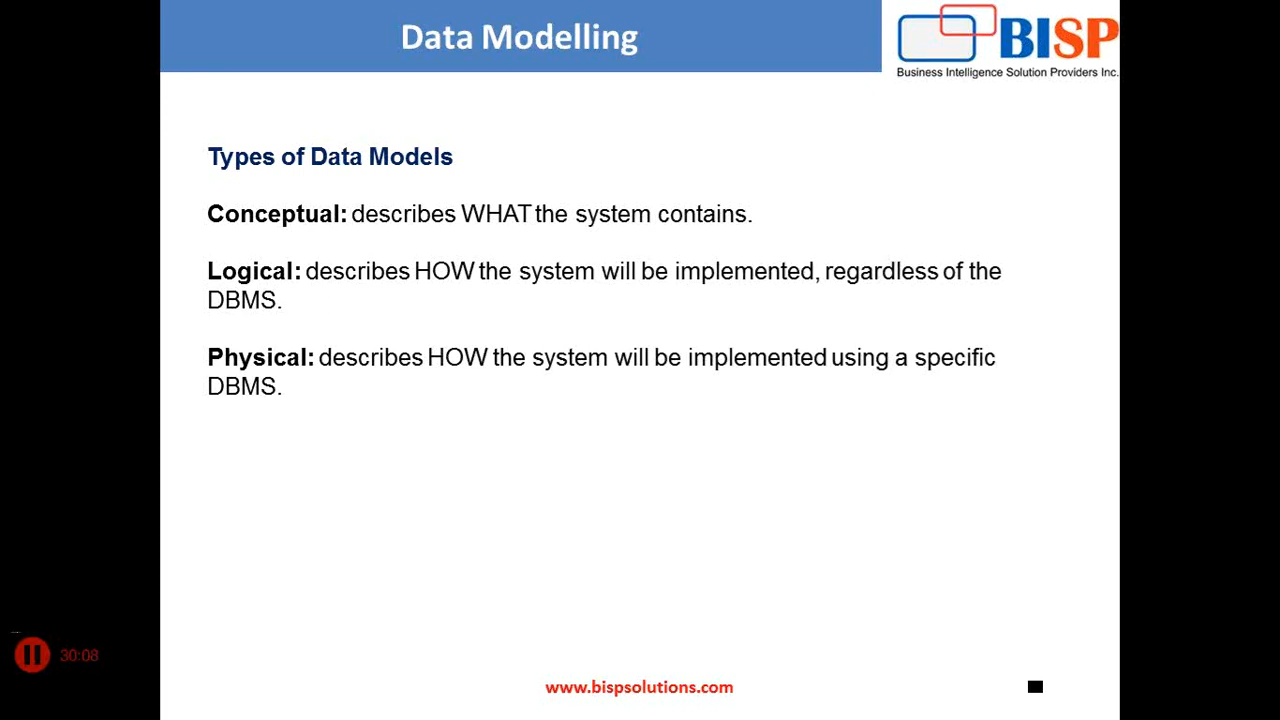 Data Modelling
BISP
Business Intelligence Solution Providers Inc.
Types of Data Models
Conceptual: describes WHAT the system contains.
Logical: describes HOW the system will be implemented, regardless of the
DBMS.
Physical: describes HOW the system will be implemented using a specific
DBMS.
30:08
www.bispsolutions.com